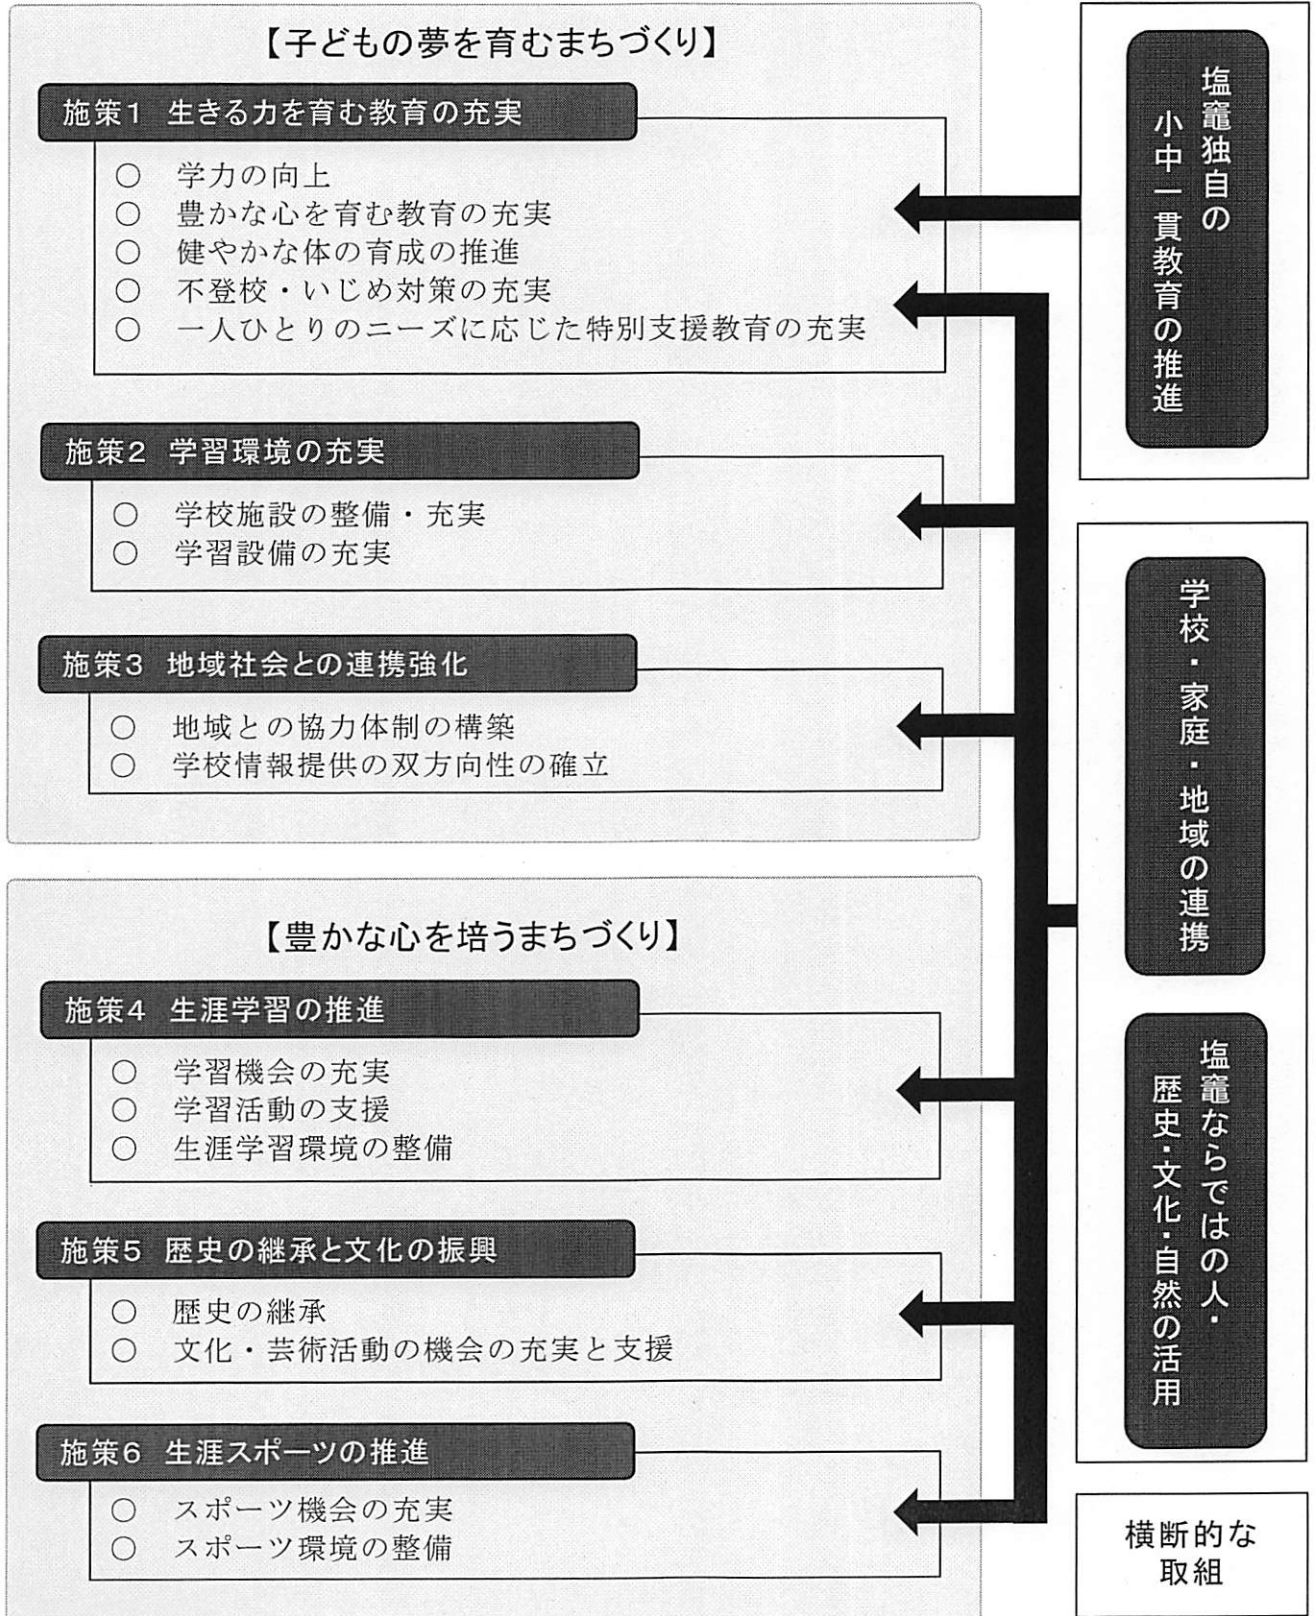 【子どもの夢を育むまちづくり】
施策1 生きる力を育む教育の充実
○ 学力の向上
○ 豊かな心を育む教育の充実
○ 健やかな体の育成の推進
○ 不登校・いじめ対策の充実
○ 一人ひとりのニーズに応じた特別支援教育の充実
施策2 学習環境の充実
○ 学校施設の整備・充実
○ 学習設備の充実
施策3 地域社会との連携強化
○ 地域との協力体制の構築
○ 学校情報提供の双方向性の確立
【豊かな心を培うまちづくり】
施策4 生涯学習の推進
○ 学習機会の充実
○ 学習活動の支援
○ 生涯学習環境の整備
施策5 歴史の継承と文化の振興
○ 歴史の継承
○ 文化・芸術活動の機会の充実と支援
施策6 生涯スポーツの推進
○ スポーツ機会の充実
○ スポーツ環境の整備
塩竈独自の
小中一貫教育の推進
学校・家庭・地域の連携
塩竈ならではの人・
歴史・文化・自然の活用
横断的な
取組